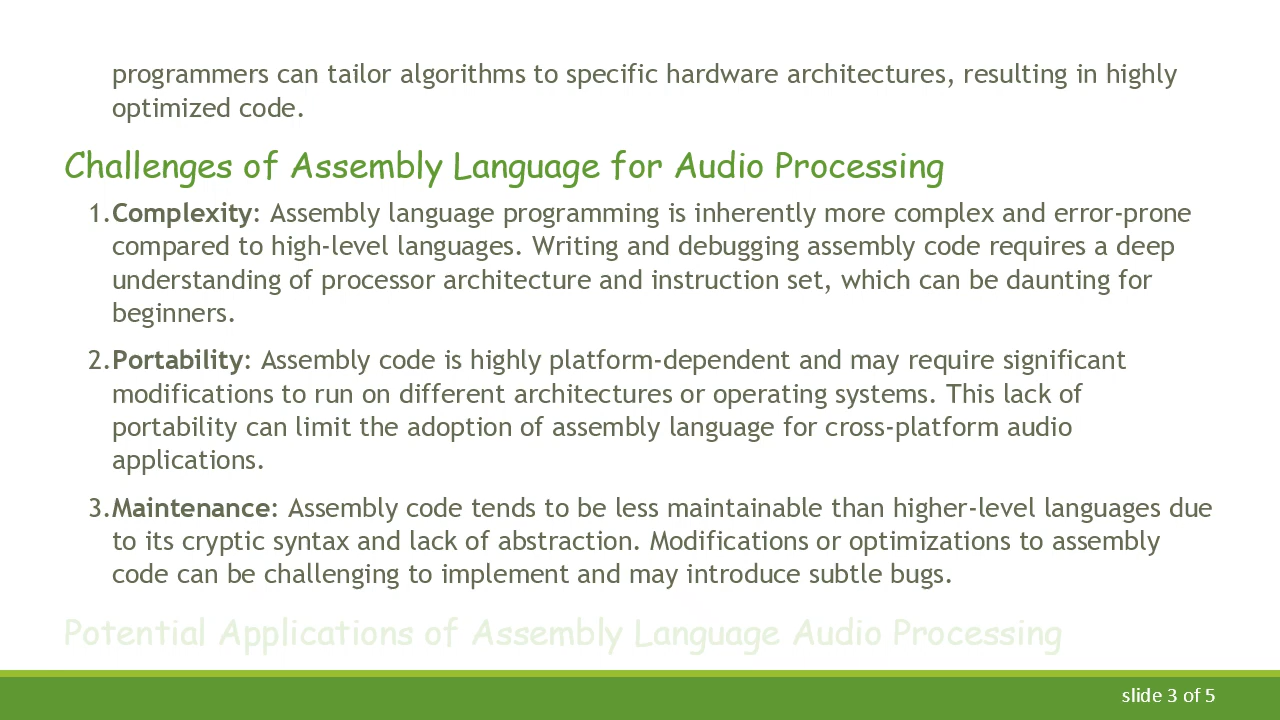 programmers can tailor algorithms to specific hardware architectures, resulting in highly
optimized code.
Challenges of Assembly Language for Audio Processing
1.Complexity: Assembly language programming is inherently more complex and error-prone
compared to high-level languages. Writing and debugging assembly code requires a deep
understanding of processor architecture and instruction set, which can be daunting for
beginners.
2.Portability: Assembly code is highly platform-dependent and may require significant
modifications to run on different architectures or operating systems. This lack of
portability can limit the adoption of assembly language for cross-platform audio
applications.
3.Maintenance: Assembly code tends to be less maintainable than higher-level languages due
to its cryptic syntax and lack of abstraction. Modifications or optimizations to assembly
code can be challenging to implement and may introduce subtle bugs.
Potential Applications of Assembly Language Audio Processing
slide 3 of 5